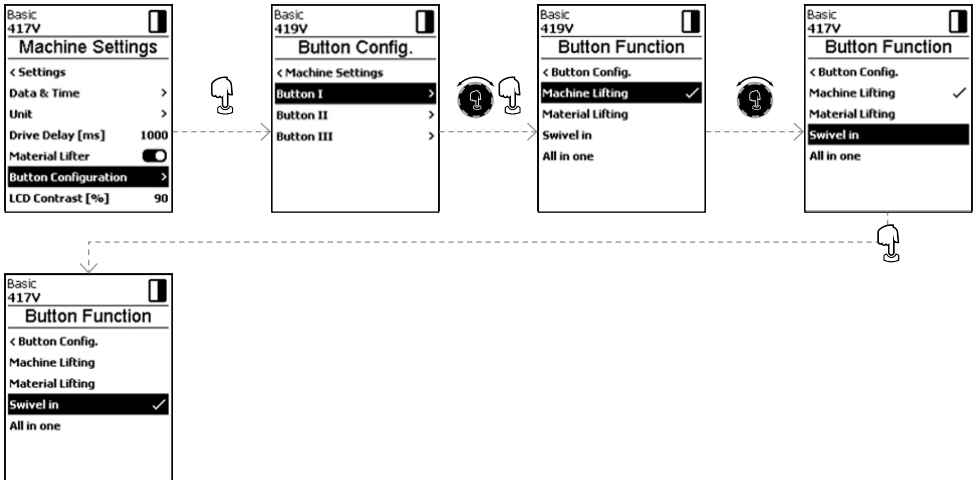 Basic
417V
Machine Settings
< Settings
Data & Time >
Unit >
Drive Delay [ms] 1000
Material Lifter
Button Configuration >
LCD Contrast [%] 90
Basic
419V
Button Config.
< Machine Settings
Button I >
Button II >
Button III >
Basic
419V
Button Function
< Button Config.
Machine Lifting ✓
Material Lifting
Swivel in
All in one
Basic
417V
Button Function
< Button Config.
Machine Lifting ✓
Material Lifting
Swivel in
All in one
Basic
417V
Button Function
< Button Config.
Machine Lifting
Material Lifting
Swivel in ✓
All in one